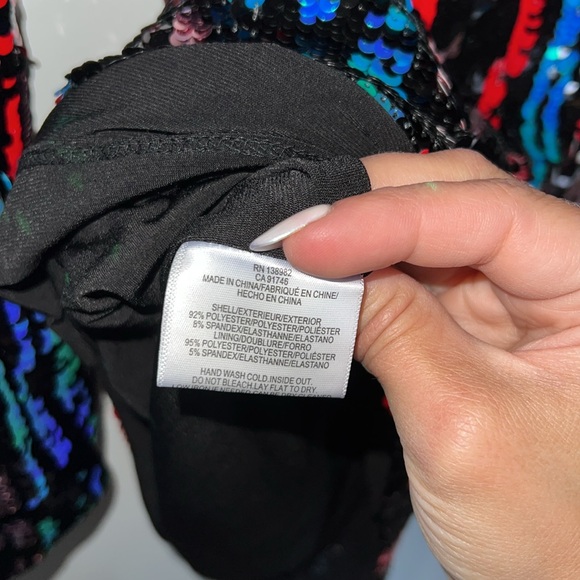 RN 138982
CA 91746
MADE IN CHINA/FABRIQUÉ EN CHINE/
HECHO EN CHINA
SHELL/EXTERIEUR/EXTERIOR
92% POLYESTER/POLYESTER/POLIÉSTER
8% SPANDEX/ELASTHANNE/ELASTANO
LINING/DOUBLURE/FORRO
95% POLYESTER/POLYESTER/POLIÉSTER
5% SPANDEX/ELASTHANNE/ELASTANO
HAND WASH COLD.INSIDE OUT.
DO NOT BLEACH.LAY FLAT TO DRY